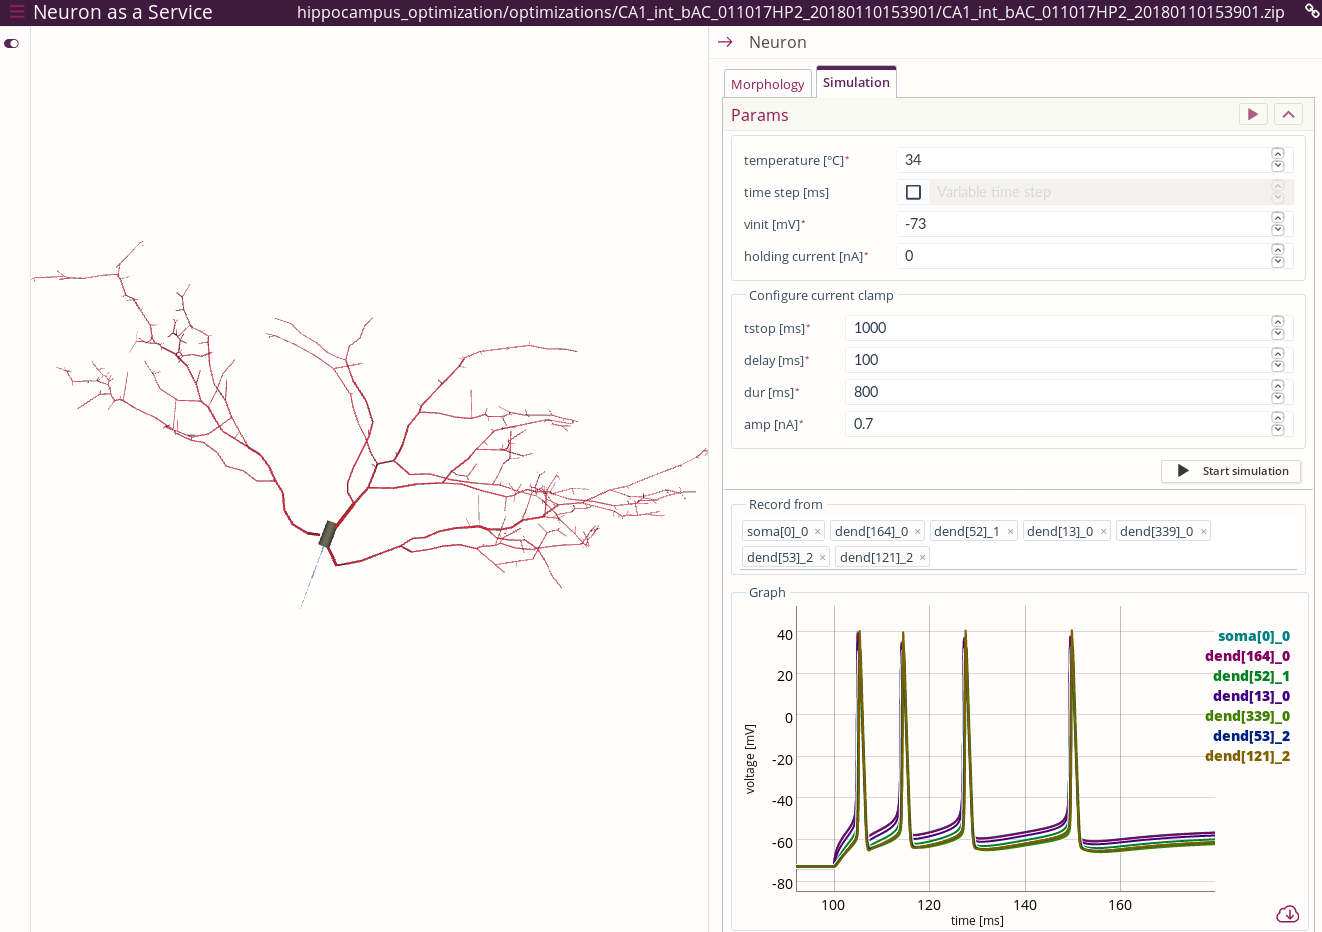 Neuron as a Service
hippocampus_optimization/optimizations/CA1_int_bAC_011017HP2_20180110153901/CA1_int_bAC_011017HP2_20180110153901.zip
Neuron
Morphology
Simulation
Params
temperature [°C]*
34
time step [ms]
Variable time step
vinit [mV]*
-73
holding current [nA]*
0
Configure current clamp
tstop [ms]*
1000
delay [ms]*
100
dur [ms]*
800
amp [nA]*
0.7
Start simulation
Record from
soma[0]_0 × dend[164]_0 × dend[52]_1 × dend[13]_0 × dend[339]_0 ×
dend[53]_2 × dend[121]_2 ×
Graph
voltage [mV]
40
20
0
-20
-40
-60
-80
soma[0]_0
dend[164]_0
dend[52]_1
dend[13]_0
dend[339]_0
dend[53]_2
dend[121]_2
100 120 140 160
time [ms]